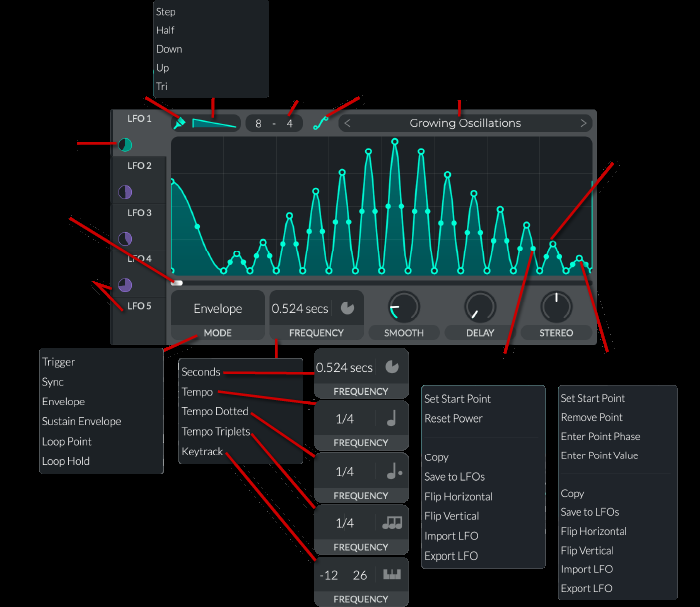 Step
Half
Down
Up
Tri
LFO 1
8 - 4
< Growing Oscillations >
LFO 2
LFO 3
LFO 4
LFO 5
Envelope
MODE
0.524 secs
FREQUENCY
SMOOTH
DELAY
STEREO
Trigger
Sync
Envelope
Sustain Envelope
Loop Point
Loop Hold
Seconds
Tempo
Tempo Dotted
Tempo Triplets
Keytrack
0.524 secs
FREQUENCY
1/4
FREQUENCY
1/4
FREQUENCY
1/4
FREQUENCY
-12 26
FREQUENCY
Set Start Point
Reset Power
Copy
Save to LFOs
Flip Horizontal
Flip Vertical
Import LFO
Export LFO
Set Start Point
Remove Point
Enter Point Phase
Enter Point Value
Copy
Save to LFOs
Flip Horizontal
Flip Vertical
Import LFO
Export LFO